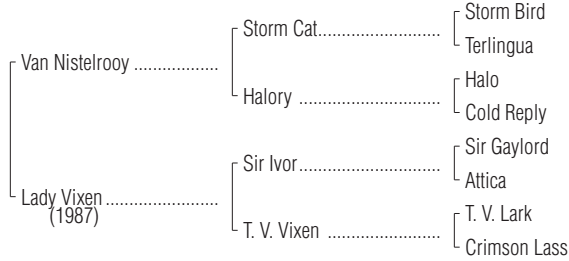 Storm Bird
Storm Cat
Terlingua
Van Nistelrooy
Halo
Halory
Cold Reply
Sir Gaylord
Sir Ivor
Attica
Lady Vixen
(1987)
T. V. Lark
T. V. Vixen
Crimson Lass